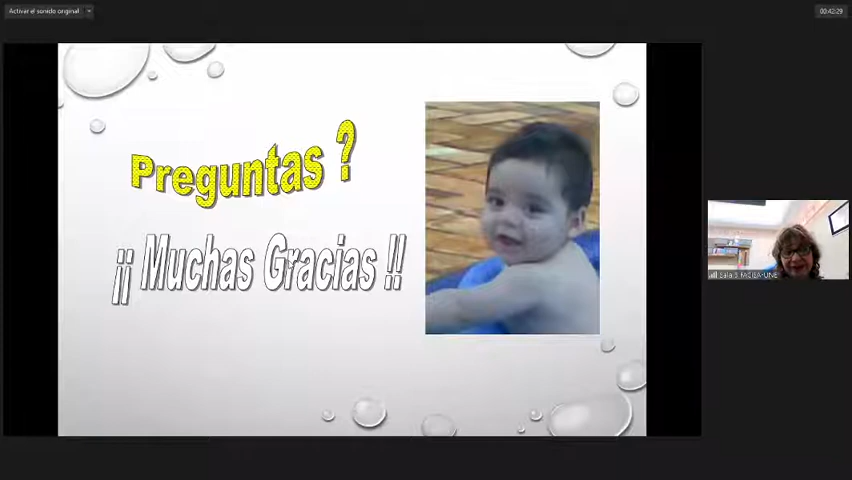 Activar el sonido original
00:42:29
Preguntas ?
¡¡ Muchas Gracias !!